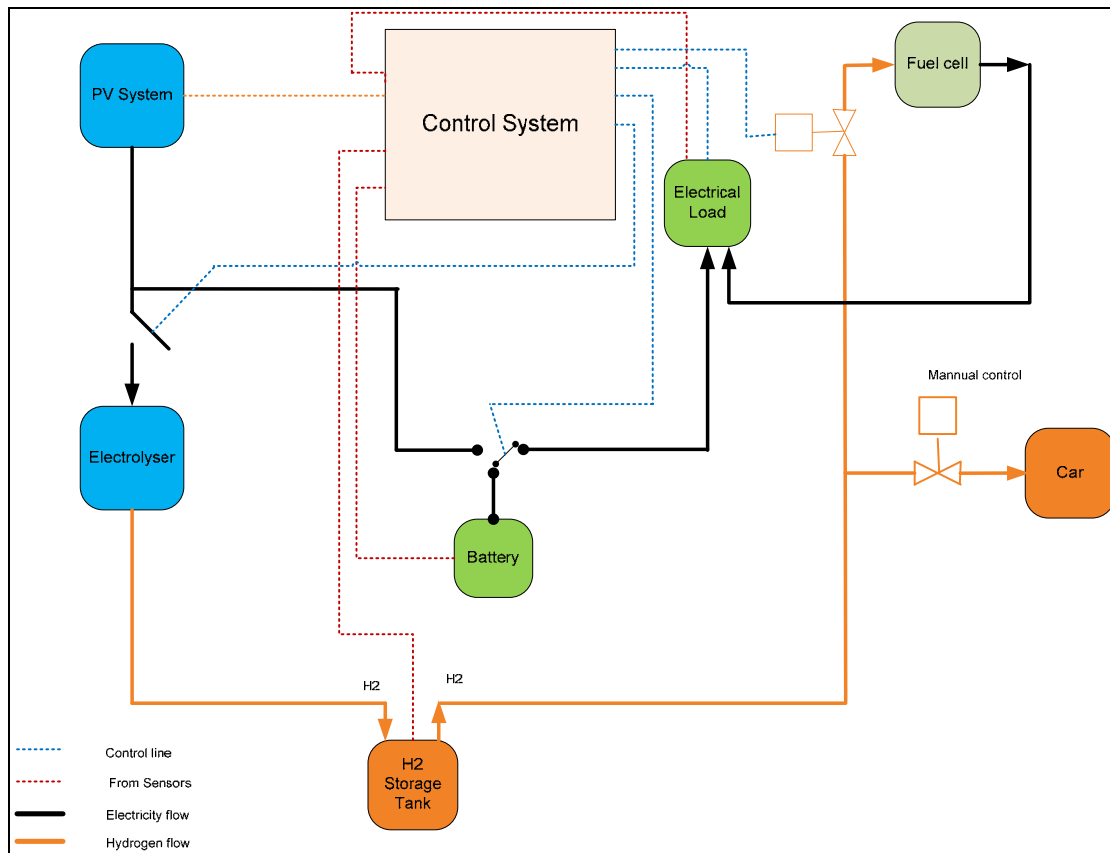 PV System
Control System
Fuel cell
Electrical
Load
Mannual control
Electrolyser
Car
Battery
H2
H2
H2
Storage
Tank
Control line
From Sensors
Electricity flow
Hydrogen flow